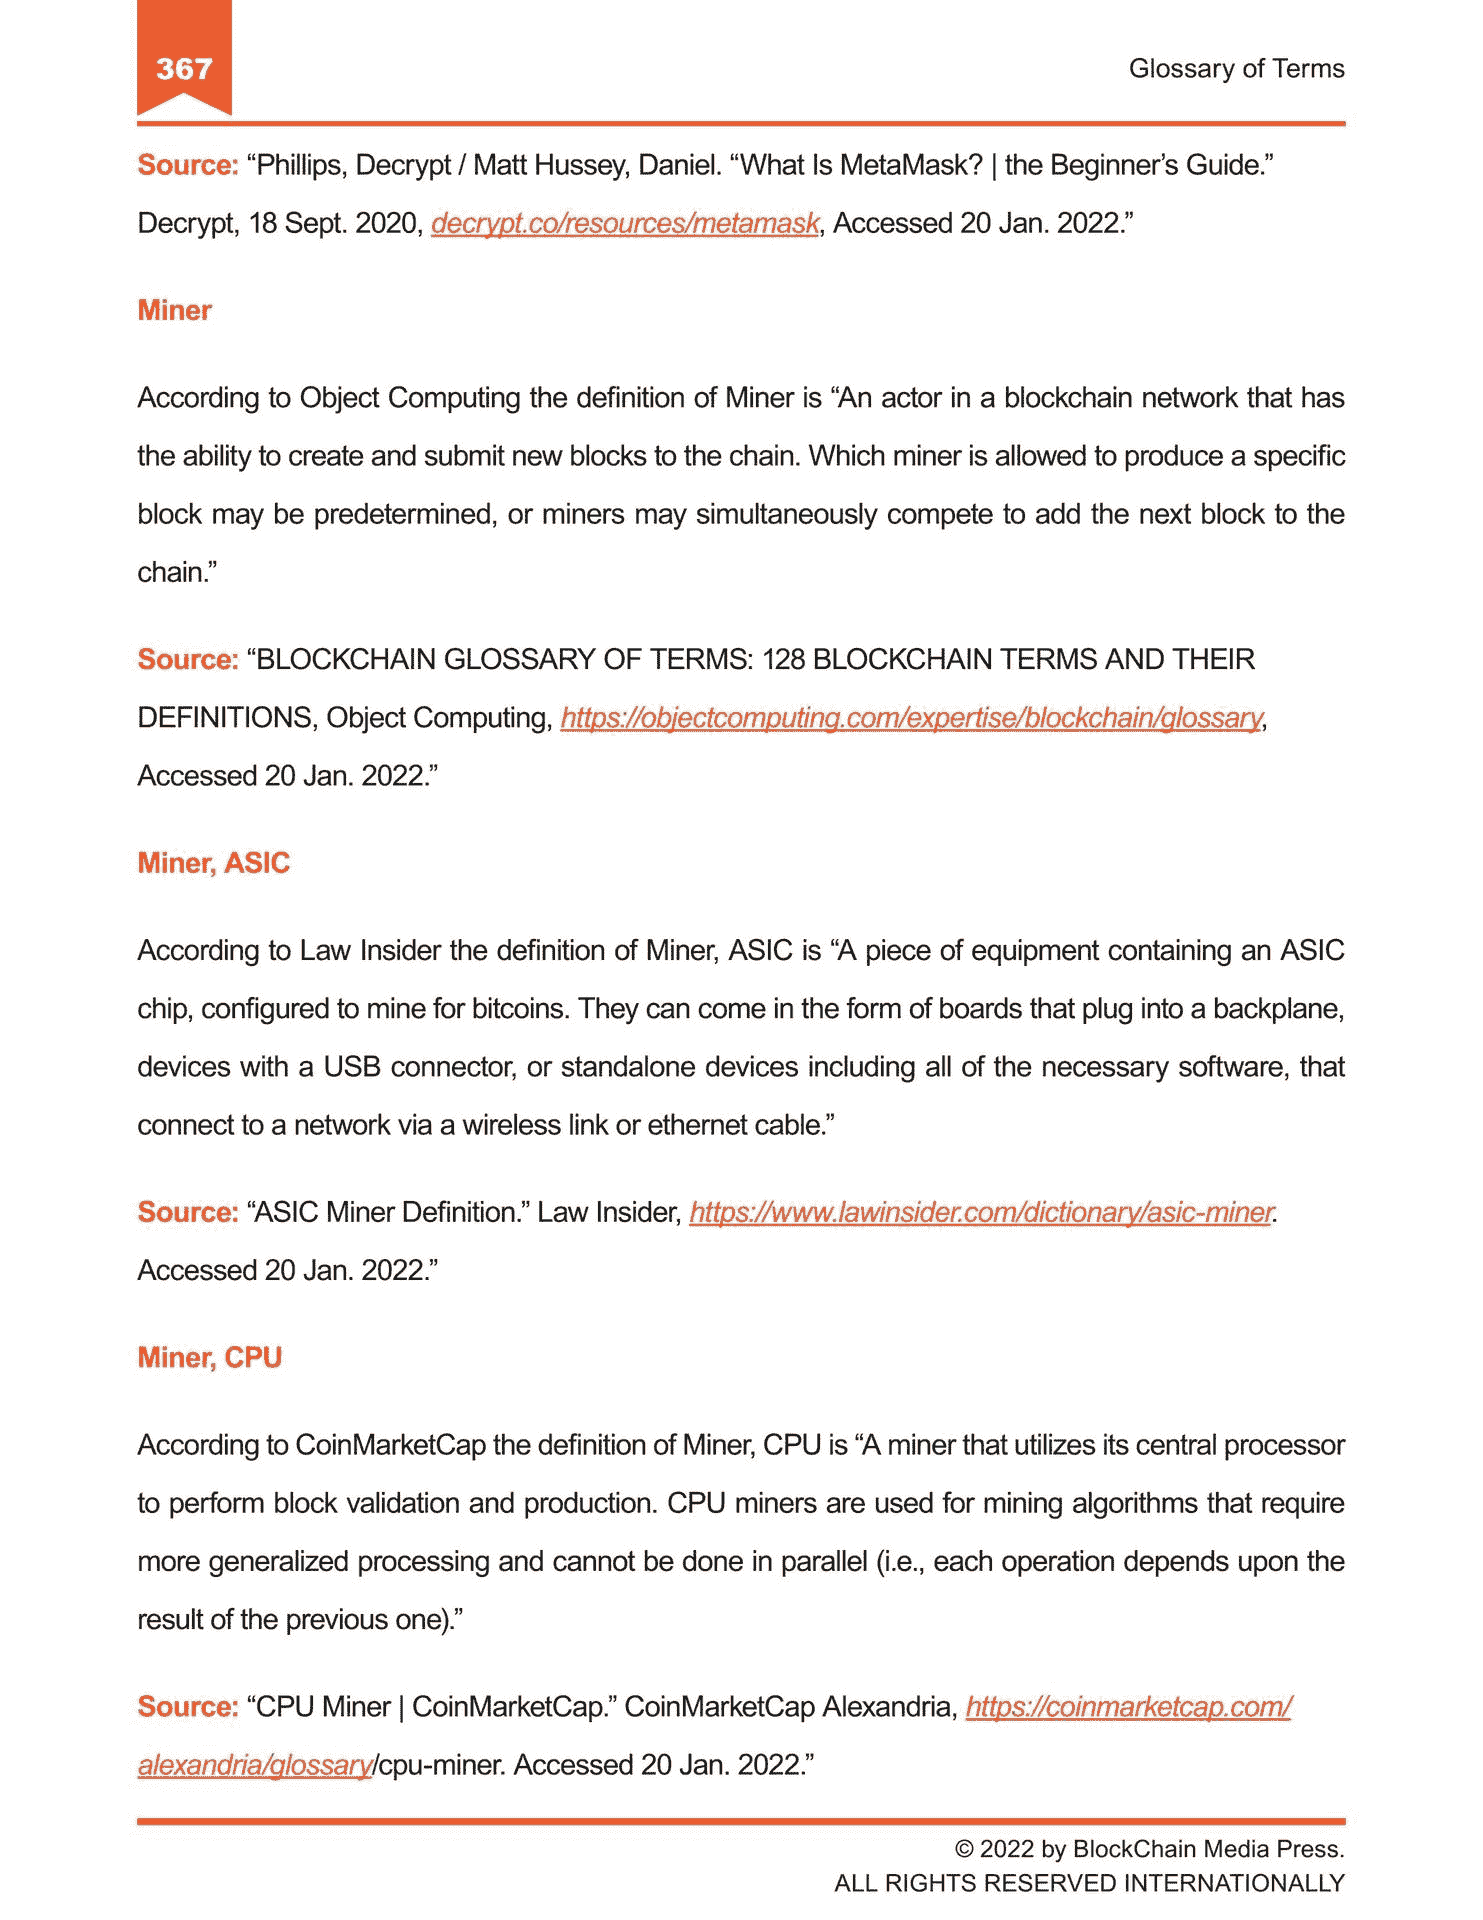 367
Glossary of Terms
Source: “Phillips, Decrypt / Matt Hussey, Daniel. “What Is MetaMask? | the Beginner’s Guide.”
Decrypt, 18 Sept. 2020, decrypt.co/resources/metamask, Accessed 20 Jan. 2022.”
Miner
According to Object Computing the definition of Miner is “An actor in a blockchain network that has
the ability to create and submit new blocks to the chain. Which miner is allowed to produce a specific
block may be predetermined, or miners may simultaneously compete to add the next block to the
chain.”
Source: “BLOCKCHAIN GLOSSARY OF TERMS: 128 BLOCKCHAIN TERMS AND THEIR
DEFINITIONS, Object Computing, https://objectcomputing.com/expertise/blockchain/glossary,
Accessed 20 Jan. 2022.”
Miner, ASIC
According to Law Insider the definition of Miner, ASIC is “A piece of equipment containing an ASIC
chip, configured to mine for bitcoins. They can come in the form of boards that plug into a backplane,
devices with a USB connector, or standalone devices including all of the necessary software, that
connect to a network via a wireless link or ethernet cable.”
Source: “ASIC Miner Definition.” Law Insider, https://www.lawinsider.com/dictionary/asic-miner.
Accessed 20 Jan. 2022.”
Miner, CPU
According to CoinMarketCap the definition of Miner, CPU is “A miner that utilizes its central processor
to perform block validation and production. CPU miners are used for mining algorithms that require
more generalized processing and cannot be done in parallel (i.e., each operation depends upon the
result of the previous one).”
Source: “CPU Miner | CoinMarketCap.” CoinMarketCap Alexandria, https://coinmarketcap.com/
alexandria/glossary/cpu-miner. Accessed 20 Jan. 2022.”
© 2022 by BlockChain Media Press.
ALL RIGHTS RESERVED INTERNATIONALLY